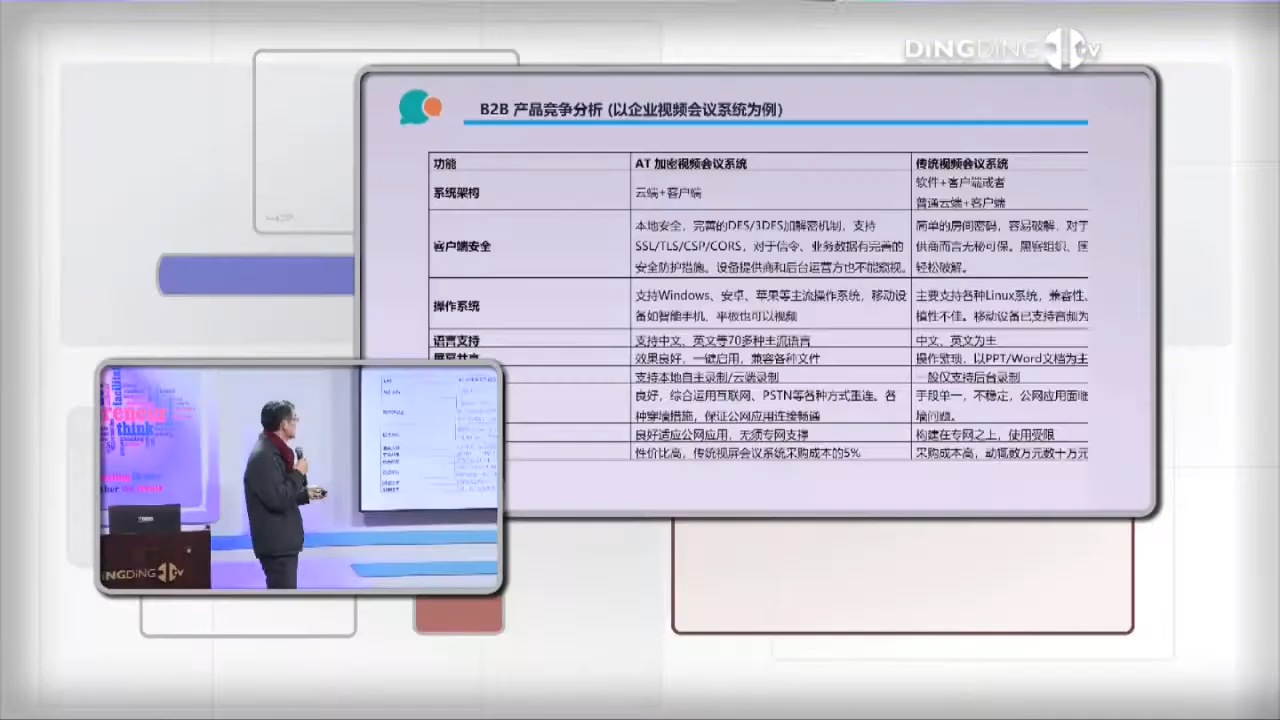 DiNGDiNG TV
B2B 产品竞争分析 (以企业视频会议系统为例)
功能
AT 加密视频会议系统
传统视频会议系统
系统架构
云端+客户端
软件+客户端或者
普通云端+客户端
客户端安全
本地安全，完善的DES/3DES加解密机制，支持
SSL/TLS/CSP/CORS，对于信令、业务数据有完善的
安全防护措施。设备提供商和后台运营方也不能窥视。
简单的房间密码，容易破解，对于
供商而言无秘可保。黑客组织、
轻松破解。
操作系统
支持Windows、安卓、苹果等主流操作系统，移动设
备如智能手机、平板也可以视频
主要支持各种Linux系统，兼容性、
植性不佳。移动设备已支持音频为
语言支持
支持中文、英文等70多种主流语言
中文、英文为主
屏幕共享
效果良好，一键启用，兼容各种文件
操作繁琐，以PPT/Word文档为主
支持本地自主录制/云端录制
一般仅支持后台录制
良好，综合运用互联网、PSTN等各种方式直连。各
种穿墙措施，保证公网应用连接畅通
手段单一，不稳定，公网应用面临
墙问题。
良好适应公网应用，无须专网支撑
构建在专网之上，使用受限
性价比高，传统视屏会议系统采购成本的5%
采购成本高，动辄数万元数十万元
think
DiNG TV